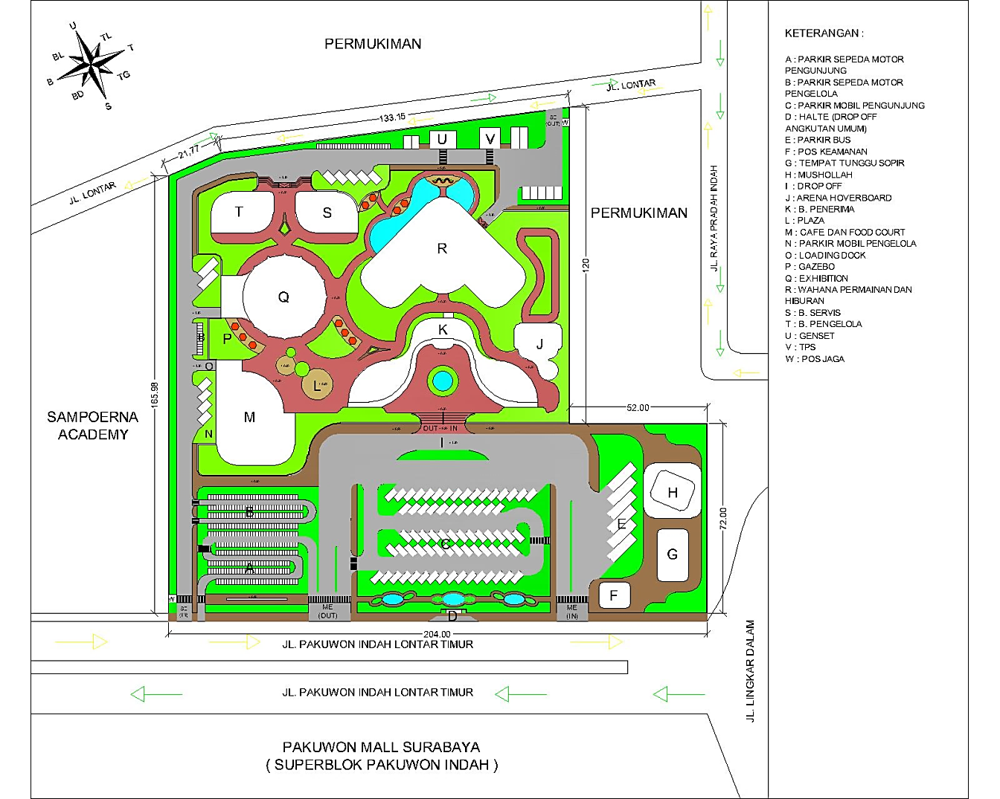 U
TL
T
TG
S
BD
B
BL
PERMUKIMAN
JL. LONTAR
133.15
21,77
JL. LONTAR
SE
(OUT)
W
U
V
T
S
R
Q
PERMUKIMAN
JL. RAYA PRADAH INDAH
120
K
J
P
B
O
L
M
N
165.98
SAMPOERNA
ACADEMY
52.00
OUT
IN
I
H
E
G
F
72.00
B
A
C
D
W
SE
(IN)
ME
(OUT)
ME
(IN)
204.00
JL. PAKUWON INDAH LONTAR TIMUR
JL. PAKUWON INDAH LONTAR TIMUR
JL. LINGKAR DALAM
PAKUWON MALL SURABAYA
( SUPERBLOK PAKUWON INDAH )
KETERANGAN :
A : PARKIR SEPEDA MOTOR
PENGUNJUNG
B : PARKIR SEPEDA MOTOR
PENGELOLA
C : PARKIR MOBIL PENGUNJUNG
D : HALTE (DROP OFF
ANGKUTAN UMUM)
E : PARKIR BUS
F : POS KEAMANAN
G : TEMPAT TUNGGU SOPIR
H : MUSHOLLAH
I : DROP OFF
J : ARENA HOVERBOARD
K : B. PENERIMA
L : PLAZA
M : CAFE DAN FOOD COURT
N : PARKIR MOBIL PENGELOLA
O : LOADING DOCK
P : GAZEBO
Q : EXHIBITION
R : WAHANA PERMAINAN DAN
HIBURAN
S : B. SERVIS
T : B. PENGELOLA
U : GENSET
V : TPS
W : POS JAGA